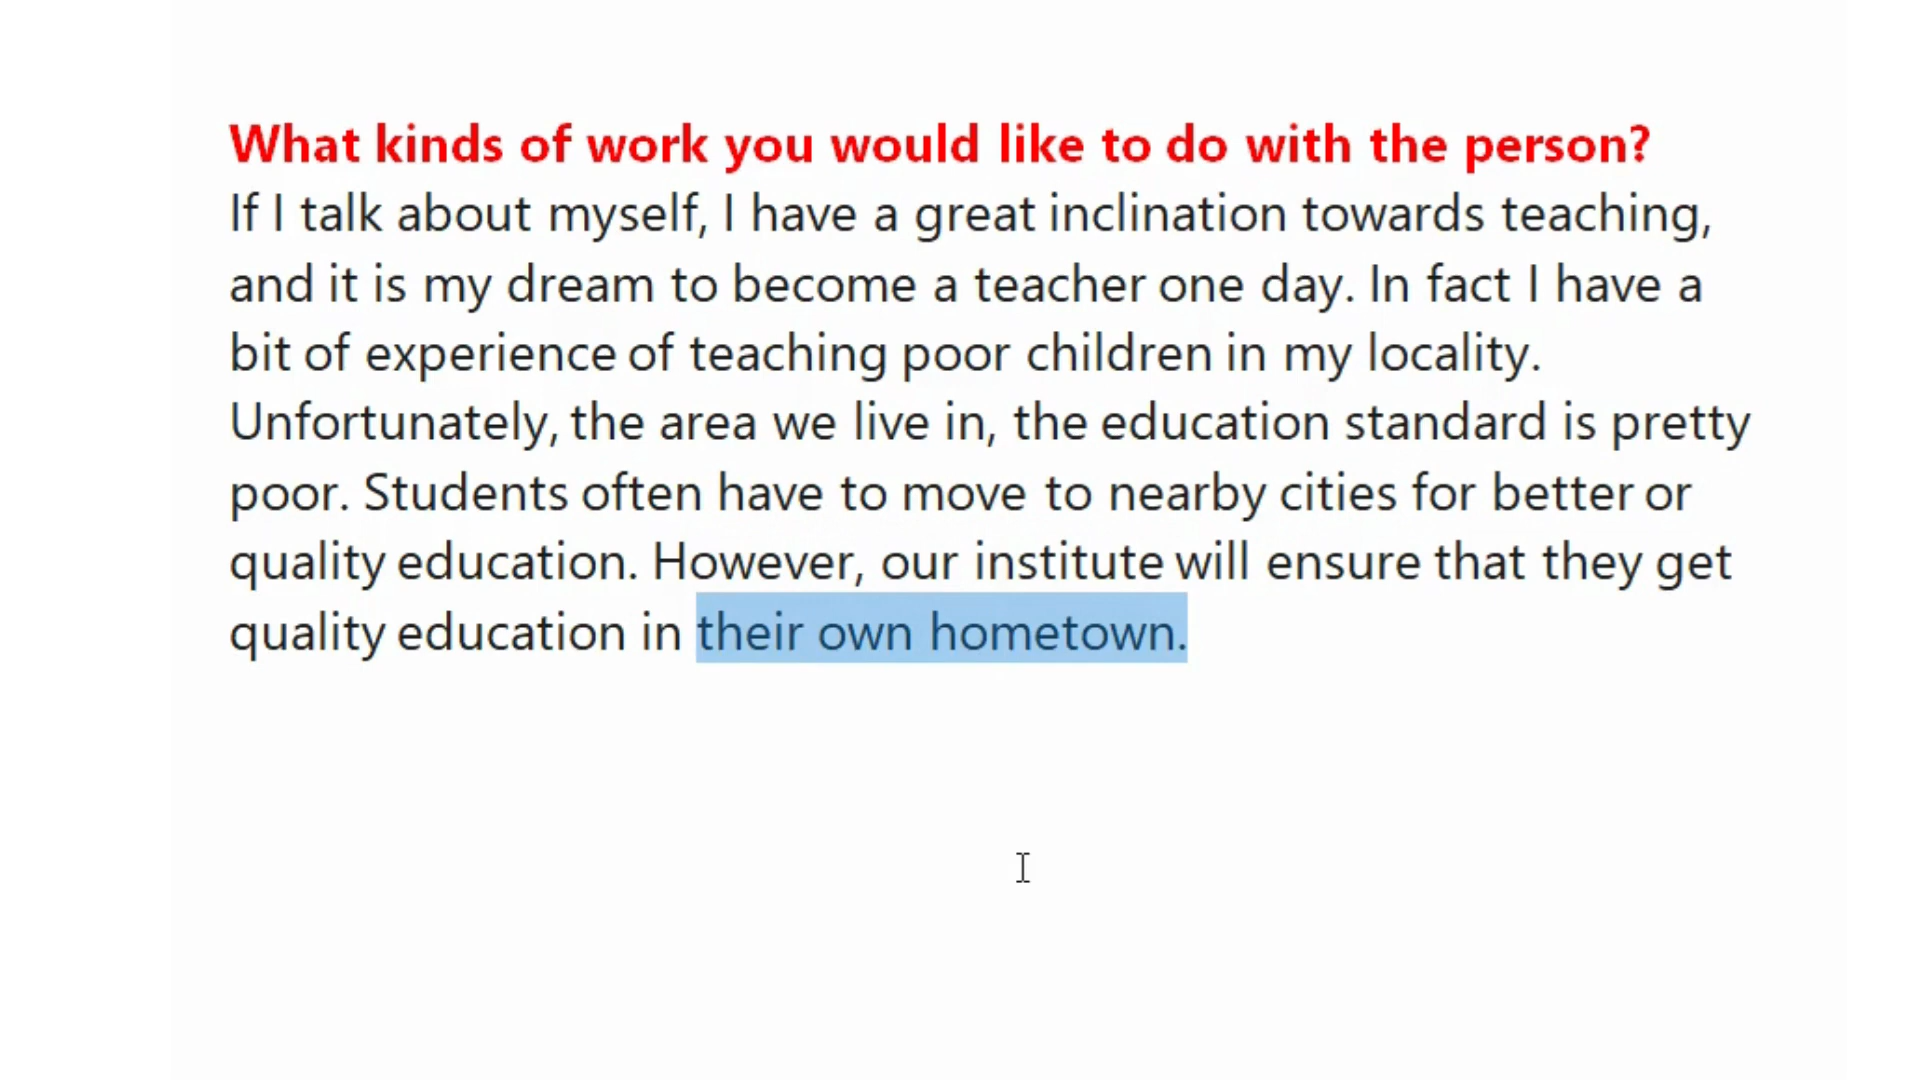 What kinds of work you would like to do with the person?
If I talk about myself, I have a great inclination towards teaching,
and it is my dream to become a teacher one day. In fact I have a
bit of experience of teaching poor children in my locality.
Unfortunately, the area we live in, the education standard is pretty
poor. Students often have to move to nearby cities for better or
quality education. However, our institute will ensure that they get
quality education in their own hometown.